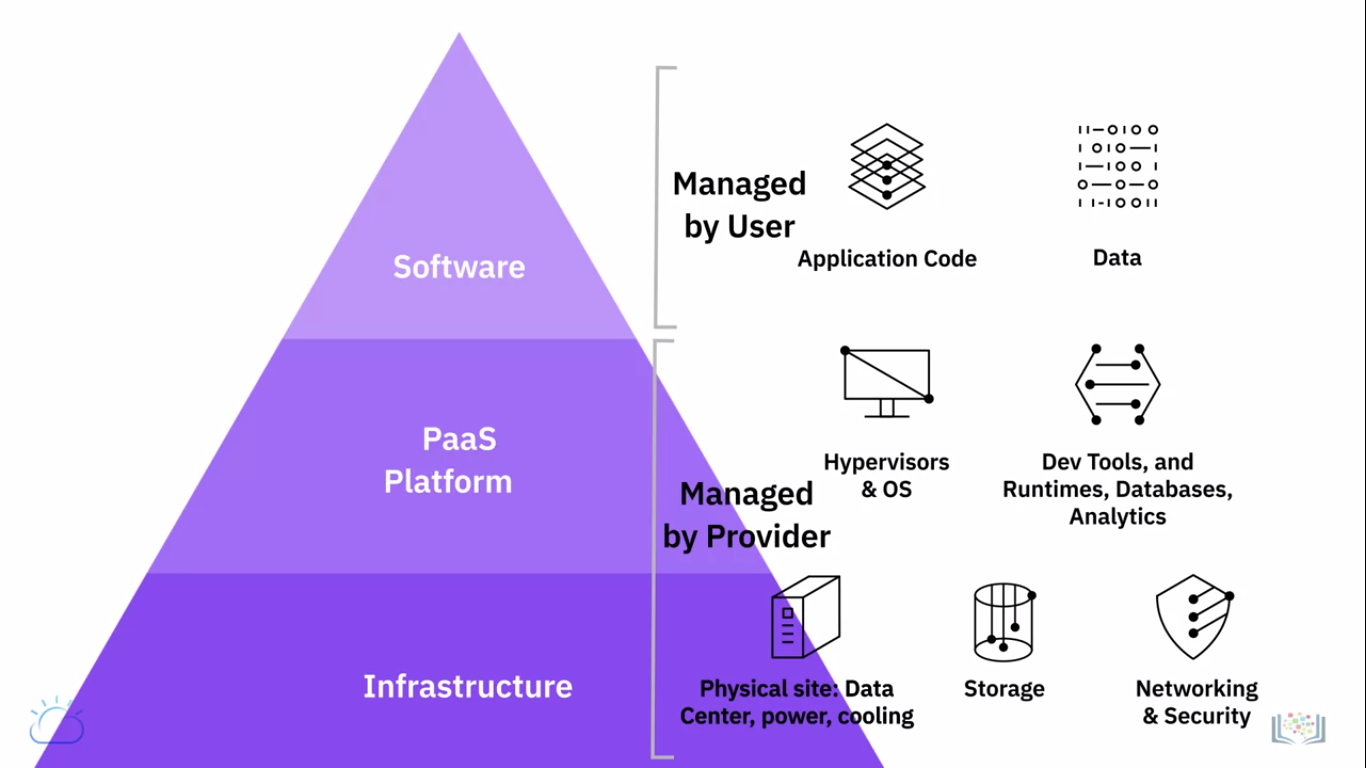 Software
PaaS
Platform
Infrastructure
Managed
by User
Application Code
Data
Managed
by Provider
Hypervisors
& OS
Dev Tools, and
Runtimes, Databases,
Analytics
Physical site: Data
Center, power, cooling
Storage
Networking
& Security